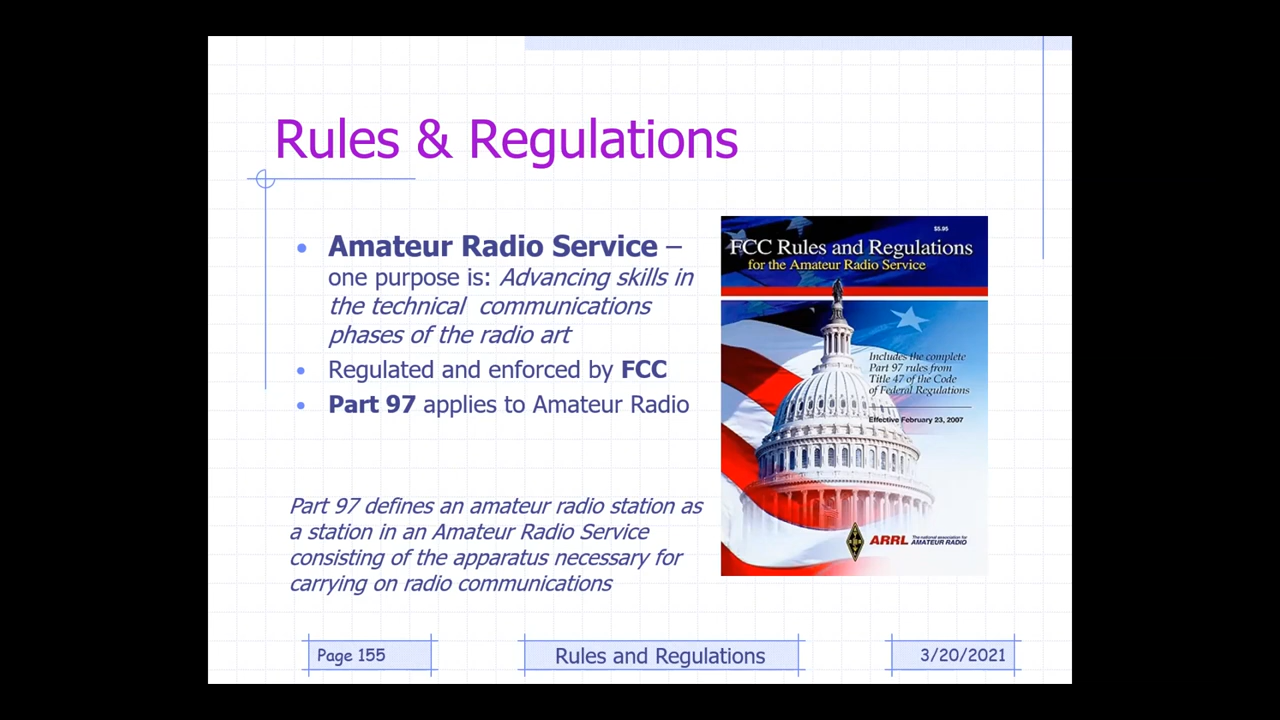 Rules & Regulations
• Amateur Radio Service –
one purpose is: Advancing skills in
the technical communications
phases of the radio art
• Regulated and enforced by FCC
• Part 97 applies to Amateur Radio
Part 97 defines an amateur radio station as
a station in an Amateur Radio Service
consisting of the apparatus necessary for
carrying on radio communications
$5.95
FCC Rules and Regulations
for the Amateur Radio Service
Includes the complete
Part 97 rules from
Title 47 of the Code
of Federal Regulations
Effective February 23, 2007
ARRL The national association for
AMATEUR RADIO
Page 155
Rules and Regulations
3/20/2021